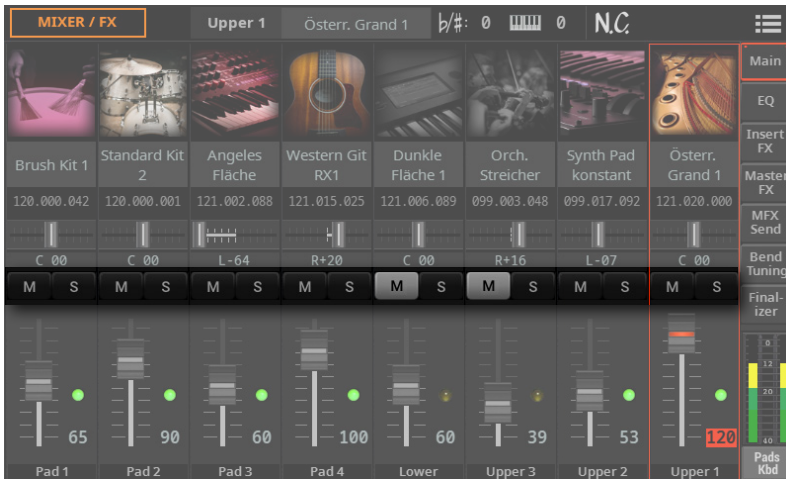 MIXER / FX
Upper 1
Österr. Grand 1
b/#: 0
0
N.C.
Main
EQ
Insert
FX
Master
FX
MFX
Send
Bend
Tuning
Final-
izer
Brush Kit 1
Standard Kit
2
Angeles
Fläche
Western Git
RX1
Dunkle
Fläche 1
Orch.
Streicher
Synth Pad
konstant
Österr.
Grand 1
120.000.042 120.000.001 121.002.088 121.015.025 121.006.089 099.003.048 099.017.092 121.020.000
C 00 C 00 L-64 R+20 C 00 R+16 L-07 C 00
M S M S M S M S M S M S M S M S
0
12
20
40
65 90 60 100 60 39 53 120
Pad 1 Pad 2 Pad 3 Pad 4 Lower Upper 3 Upper 2 Upper 1
Pads
Kbd